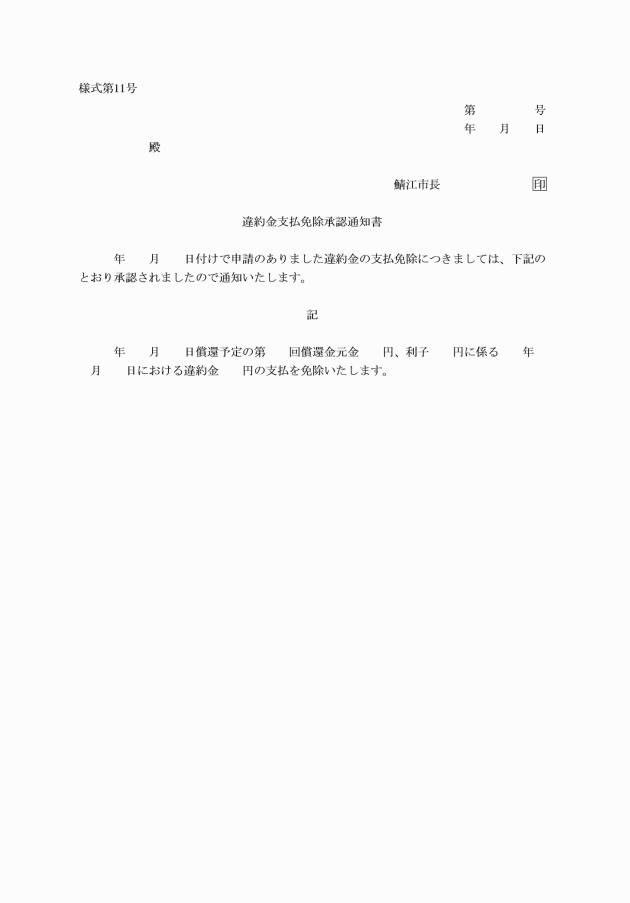 様式第11号
第　　　　　号
年　　月　　日
殿
鯖江市長　　　　　　　　印
違約金支払免除承認通知書
年　　月　　日付けで申請のありました違約金の支払免除につきましては、下記の
とおり承認されましたので通知いたします。
記
年　　月　　日償還予定の第　　回償還金元金　　円、利子　　円に係る　　年
月　　日における違約金　　円の支払を免除いたします。